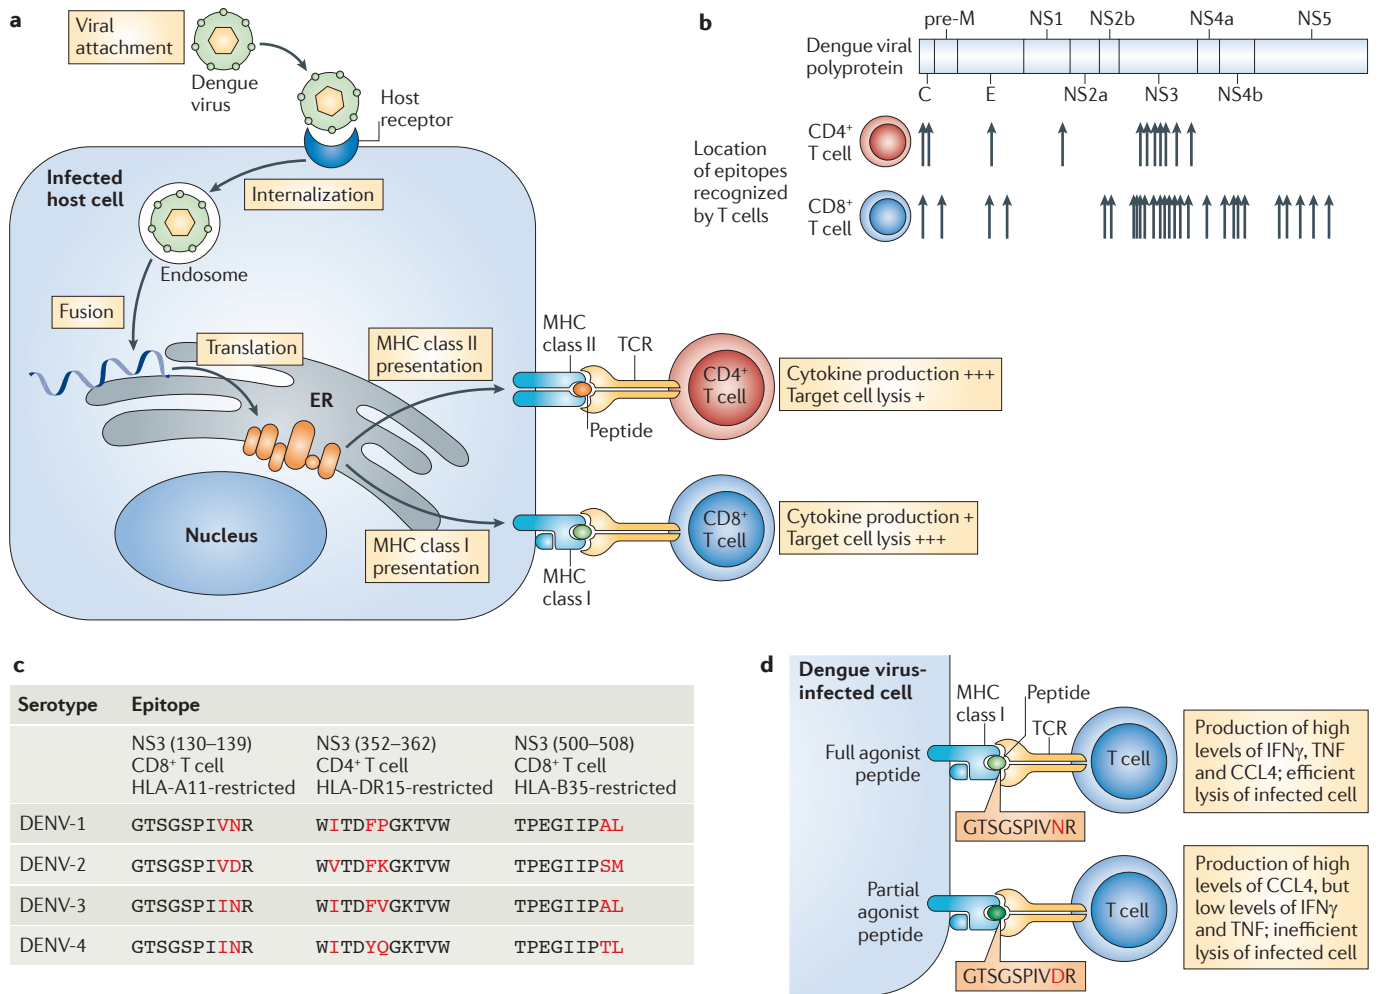 a
Viral
attachment
Dengue
virus
Host
receptor
Infected
host cell
Internalization
Endosome
Fusion
Translation
ER
MHC class II
presentation
MHC
class II
TCR
Peptide
CD4⁺
T cell
Cytokine production +++
Target cell lysis +
Nucleus
MHC class I
presentation
MHC
class I
CD8⁺
T cell
Cytokine production +
Target cell lysis +++
b
pre-M NS1 NS2b NS4a NS5
Dengue viral
polyprotein
C E NS2a NS3 NS4b
Location
of epitopes
recognized
by T cells
CD4⁺
T cell
CD8⁺
T cell
c
Serotype Epitope
NS3 (130–139) NS3 (352–362) NS3 (500–508)
CD8⁺ T cell CD4⁺ T cell CD8⁺ T cell
HLA-A11-restricted HLA-DR15-restricted HLA-B35-restricted
DENV-1 GTSGSPIVNR WITDFPGKTVW TPEGIIPAL
DENV-2 GTSGSPIVDR WVTDFKGKTVW TPEGIIPSM
DENV-3 GTSGSPIINR WITDFVGKTVW TPEGIIPAL
DENV-4 GTSGSPIINR WITDYQGKTVW TPEGIIPTL
d
Dengue virus-
infected cell
MHC
class I
Peptide
TCR
Full agonist
peptide
T cell
GTSGSPIVNR
Production of high
levels of IFNγ, TNF
and CCL4; efficient
lysis of infected cell
Partial
agonist
peptide
T cell
GTSGSPIVDR
Production of high
levels of CCL4, but
low levels of IFNγ
and TNF; inefficient
lysis of infected cell